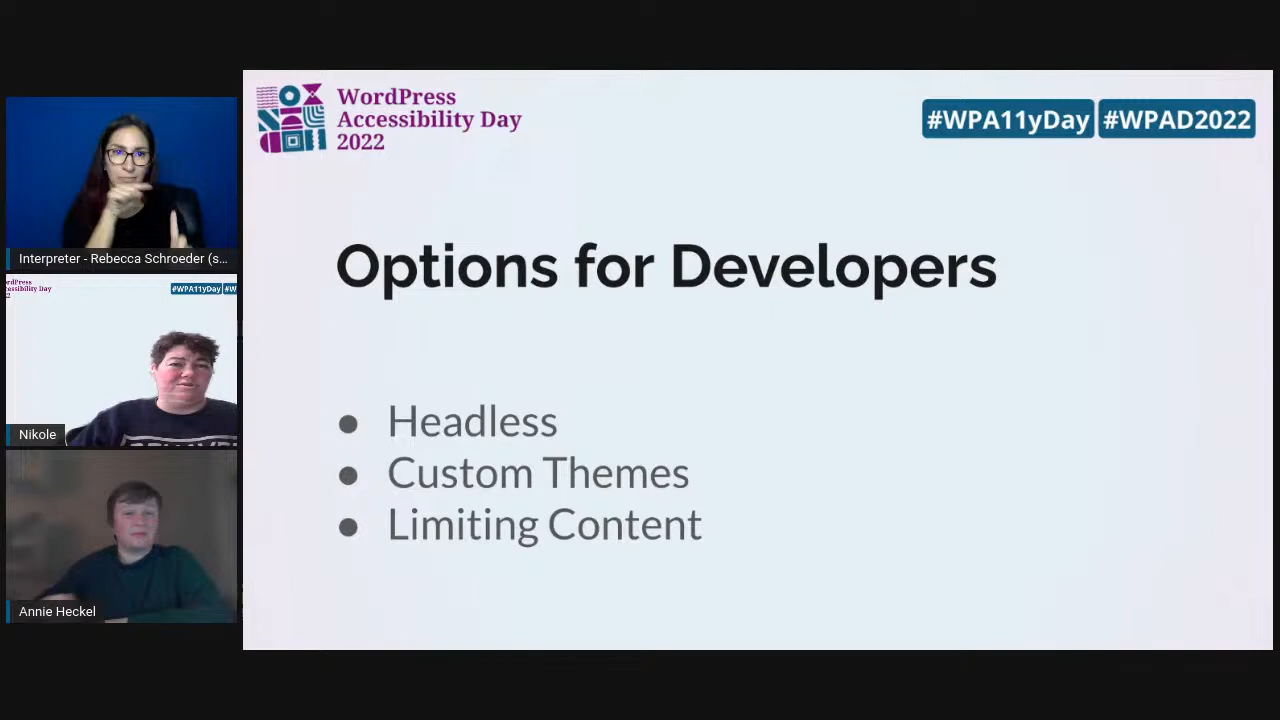 WordPress
Accessibility Day
2022
#WPA11yDay #WPAD2022
Options for Developers
● Headless
● Custom Themes
● Limiting Content
Interpreter - Rebecca Schroeder (s...
#WPA11yDay #W
Nikole
Annie Heckel